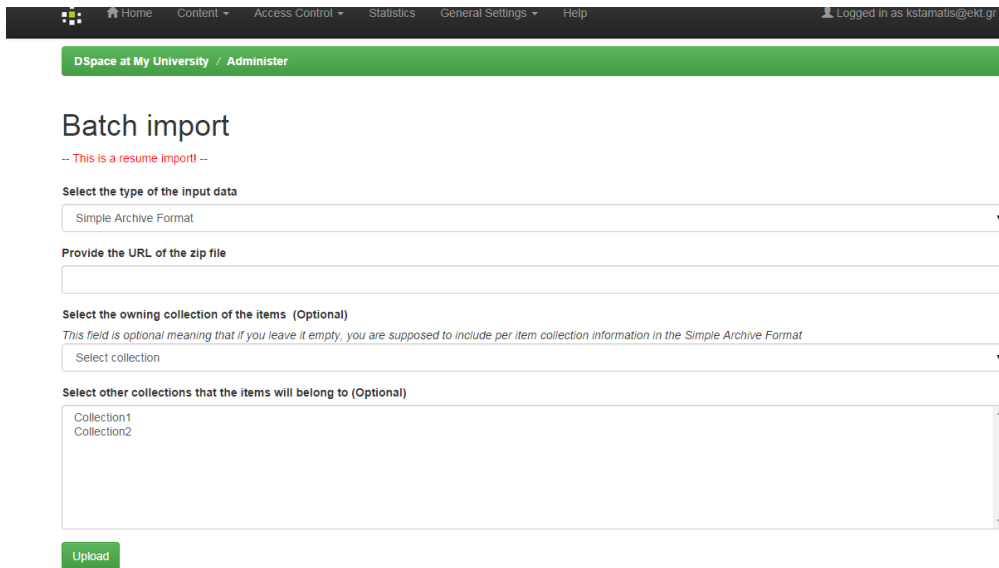 Home Content Access Control Statistics General Settings Help Logged in as kstamatis@ekt.gr
DSpace at My University / Administer
Batch import
-- This is a resume import! --
Select the type of the input data
Simple Archive Format
Provide the URL of the zip file
Select the owning collection of the items (Optional)
This field is optional meaning that if you leave it empty, you are supposed to include per item collection information in the Simple Archive Format
Select collection
Select other collections that the items will belong to (Optional)
Collection1
Collection2
Upload